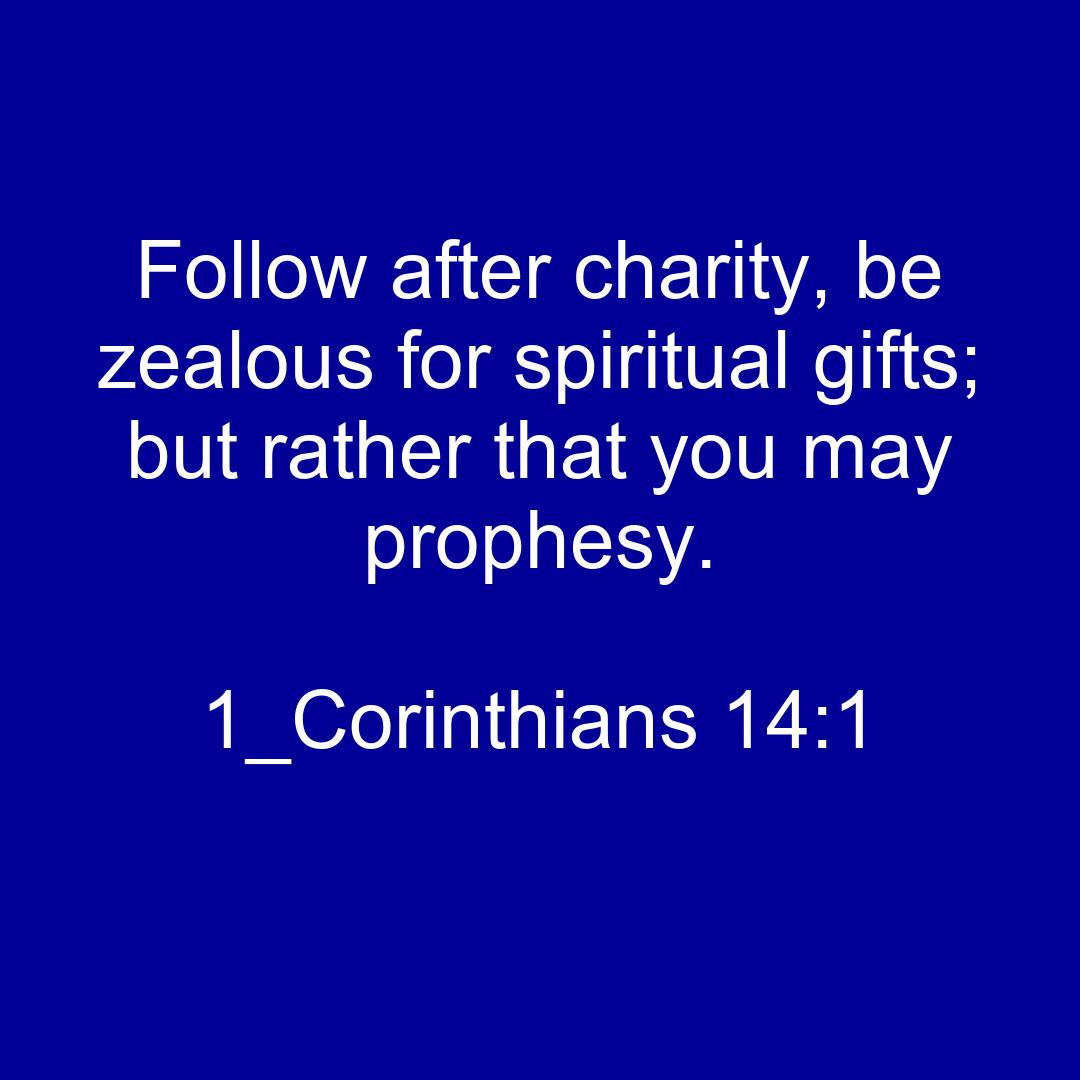 Follow after charity, be
zealous for spiritual gifts;
but rather that you may
prophesy.
1_Corinthians 14:1